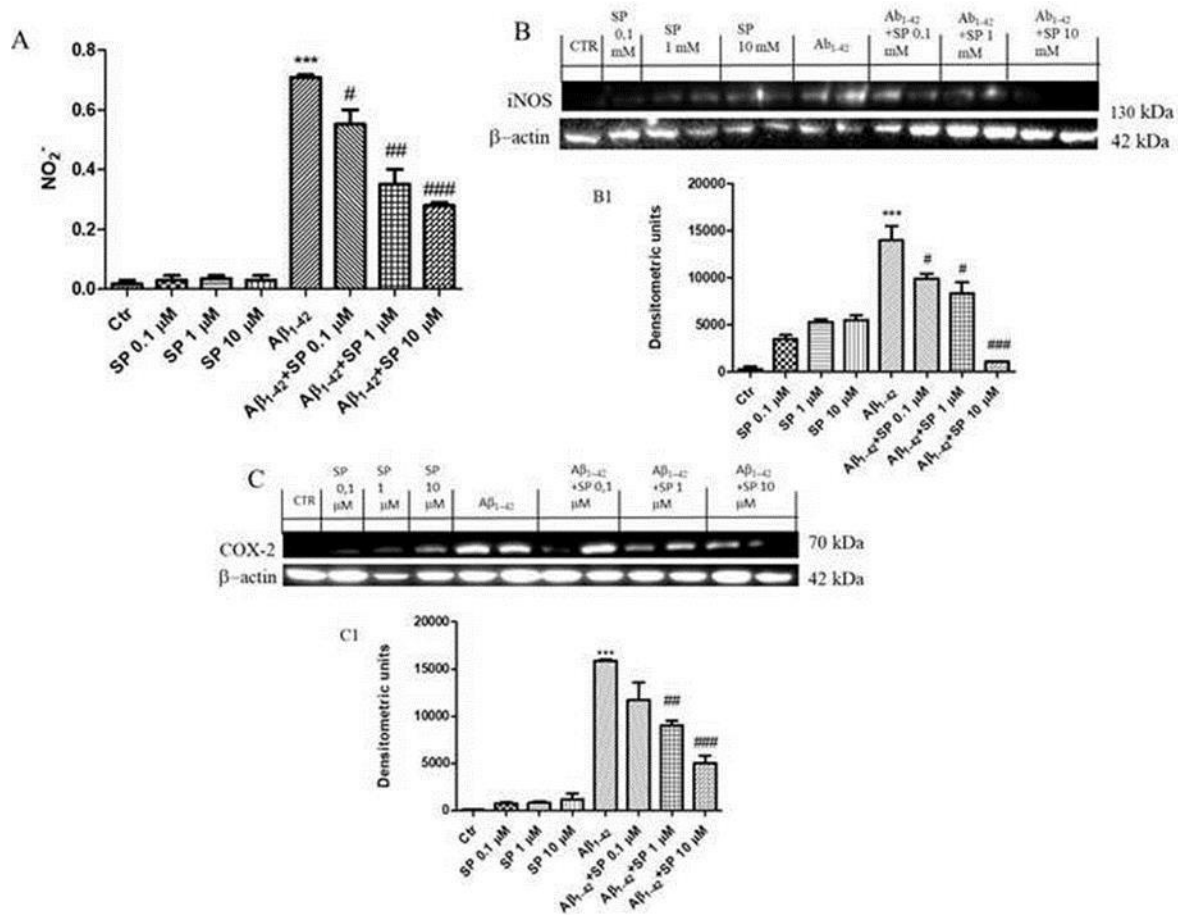 A
NO₂⁻
0.8
0.6
0.4
0.2
0.0
***
#
##
###
Ctr
SP 0.1 µM
SP 1 µM
SP 10 µM
Aβ₁₋₄₂
Aβ₁₋₄₂+SP 0.1 µM
Aβ₁₋₄₂+SP 1 µM
Aβ₁₋₄₂+SP 10 µM
B
CTR
SP
0.1
mM
SP
1 mM
SP
10 mM
Ab₁₋₄₂
Ab₁₋₄₂
+SP 0.1
mM
Ab₁₋₄₂
+SP 1
mM
Ab₁₋₄₂
+SP 10
mM
iNOS
130 kDa
β-actin
42 kDa
B1
Densitometric units
20000
15000
10000
5000
0
***
#
#
###
Ctr
SP 0.1 µM
SP 1 µM
SP 10 µM
Aβ₁₋₄₂
Aβ₁₋₄₂+SP 0.1 µM
Aβ₁₋₄₂+SP 1 µM
Aβ₁₋₄₂+SP 10 µM
C
CTR
SP
0,1
µM
SP
1
µM
SP
10
µM
Aβ₁₋₄₂
Aβ₁₋₄₂
+SP 0,1
µM
Aβ₁₋₄₂
+SP 1
µM
Aβ₁₋₄₂
+SP 10
µM
COX-2
70 kDa
β-actin
42 kDa
C1
Densitometric units
20000
15000
10000
5000
0
***
##
###
Ctr
SP 0.1 µM
SP 1 µM
SP 10 µM
Aβ₁₋₄₂
Aβ₁₋₄₂+SP 0.1 µM
Aβ₁₋₄₂+SP 1 µM
Aβ₁₋₄₂+SP 10 µM